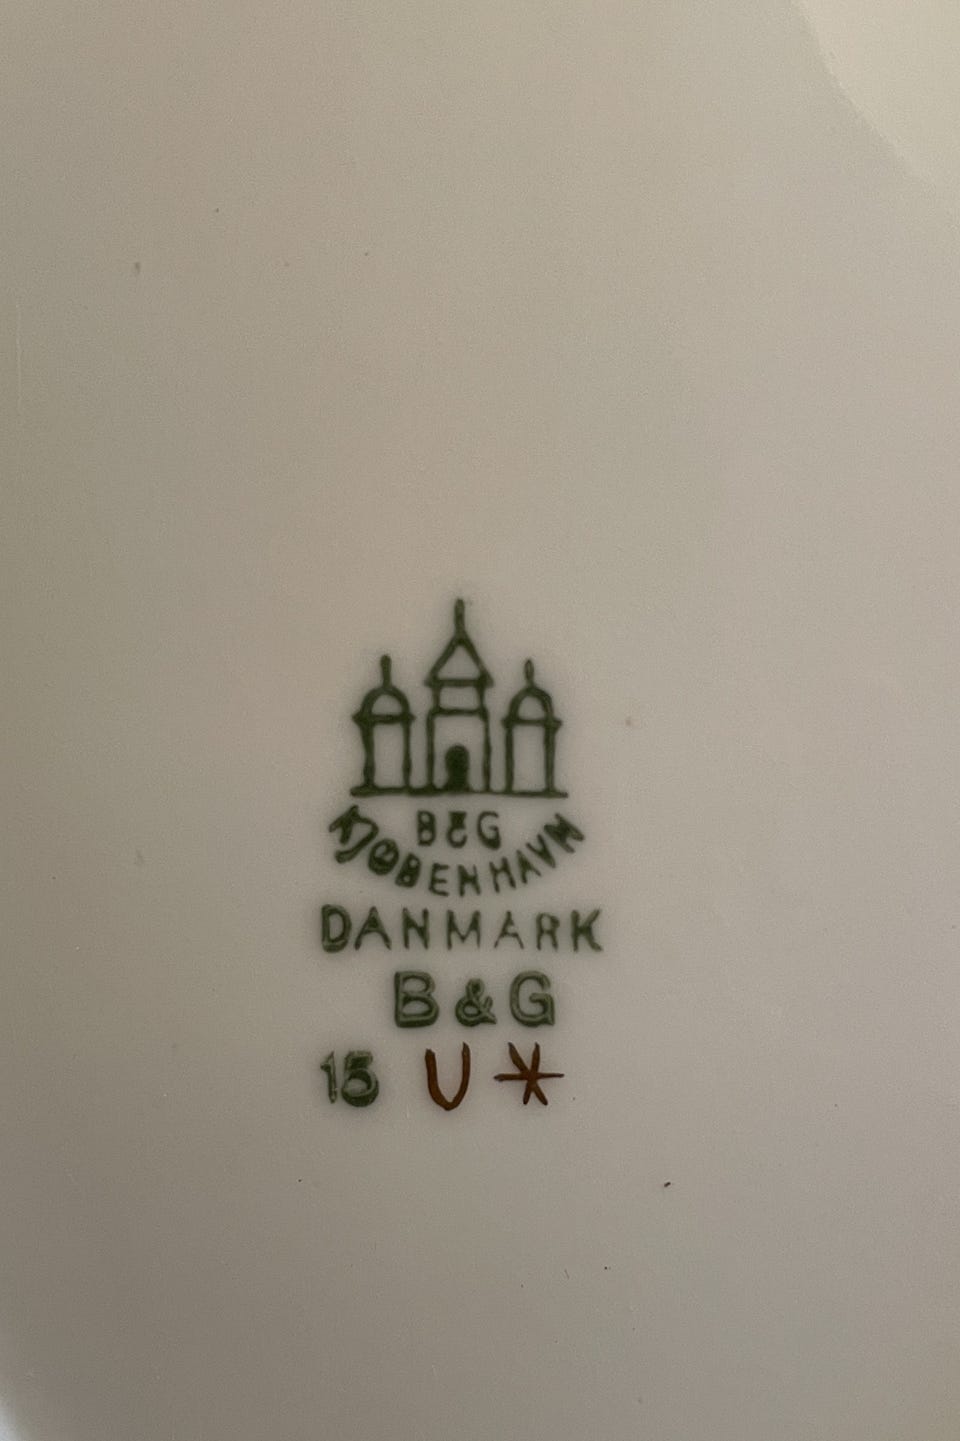 B&G
KJØBENHAVN
DANMARK
B&G
15 U *